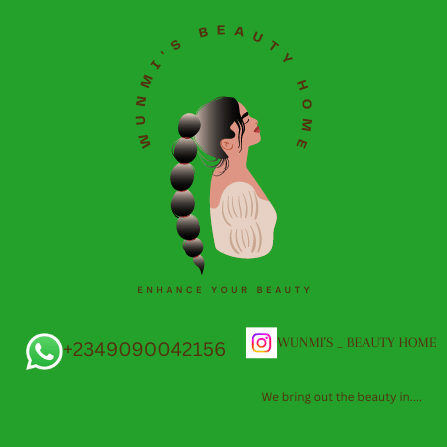 WUNMI'S BEAUTY HOME
ENHANCE YOUR BEAUTY
+2349090042156
WUNMI'S _ BEAUTY HOME
We bring out the beauty in....